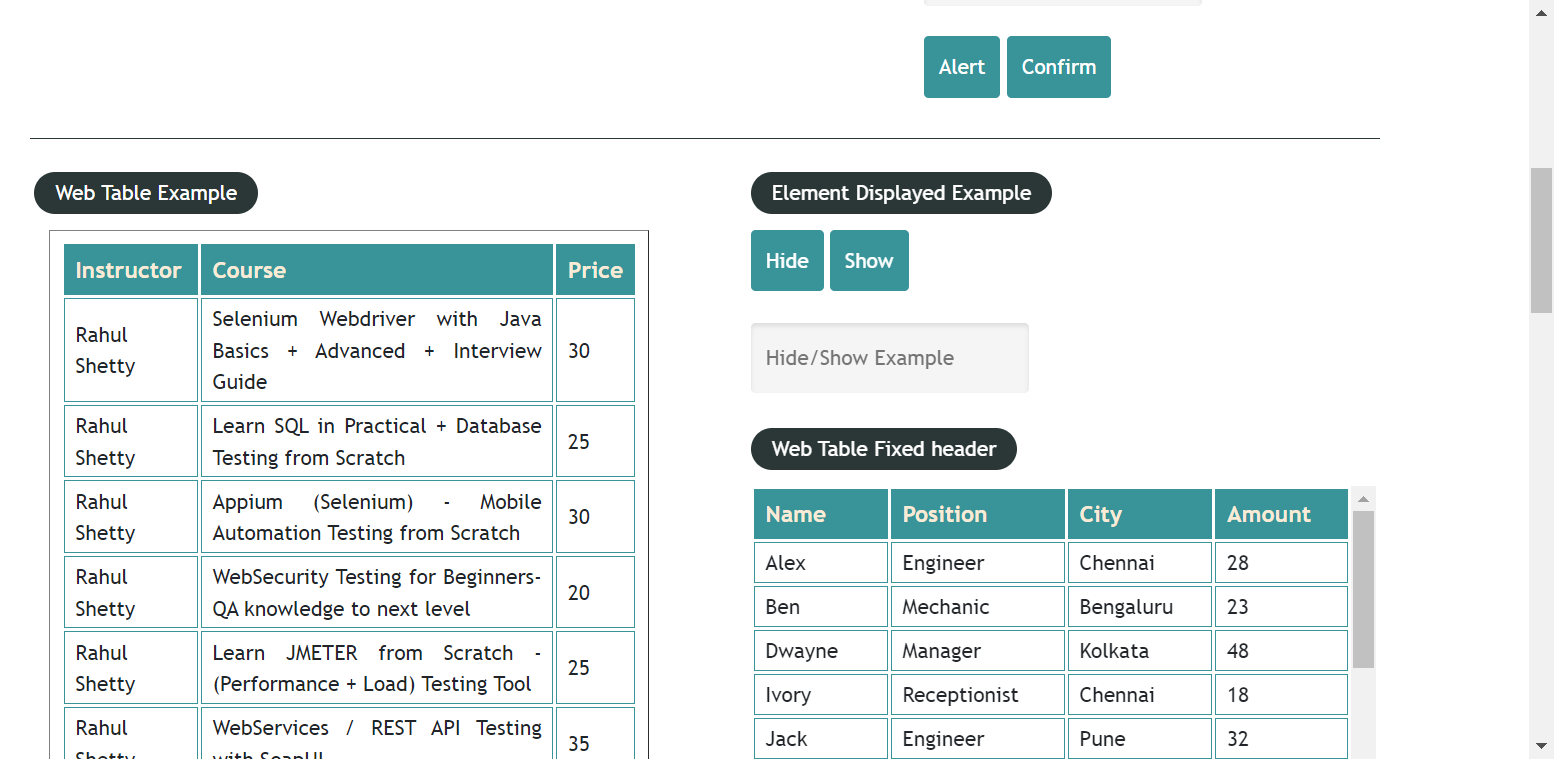 Alert Confirm
Web Table Example
Instructor Course Price
Rahul
Shetty
Selenium Webdriver with Java
Basics + Advanced + Interview
Guide
30
Rahul
Shetty
Learn SQL in Practical + Database
Testing from Scratch
25
Rahul
Shetty
Appium (Selenium) - Mobile
Automation Testing from Scratch
30
Rahul
Shetty
WebSecurity Testing for Beginners-
QA knowledge to next level
20
Rahul
Shetty
Learn JMETER from Scratch -
(Performance + Load) Testing Tool
25
Rahul
Shetty
WebServices / REST API Testing
with SoapUI
35
Element Displayed Example
Hide Show
Hide/Show Example
Web Table Fixed header
Name Position City Amount
Alex Engineer Chennai 28
Ben Mechanic Bengaluru 23
Dwayne Manager Kolkata 48
Ivory Receptionist Chennai 18
Jack Engineer Pune 32